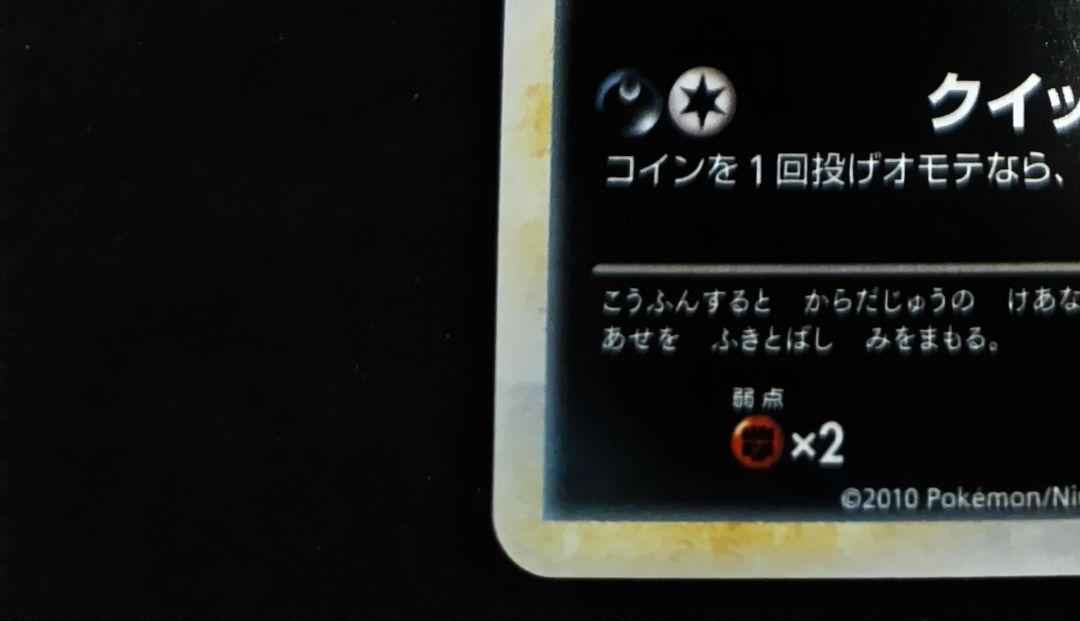 クイッ
コインを1回投げオモテなら、
こうふんすると からだじゅうの けあな
あせを ふきとばし みをまもる。
弱点
×2
©2010 Pokémon/Ni